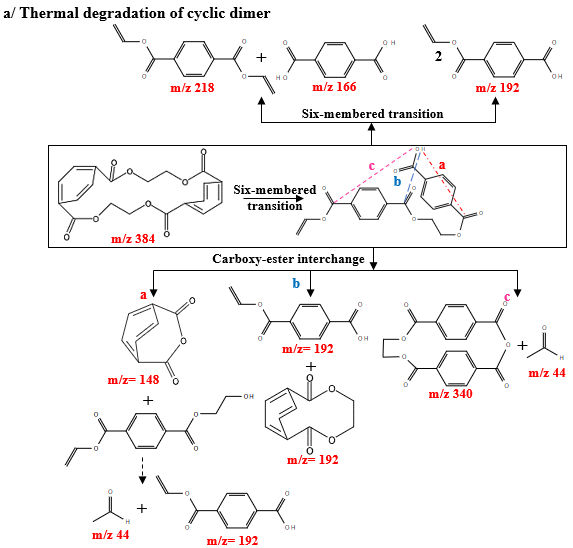 a/ Thermal degradation of cyclic dimer
+
2
m/z 218
m/z 166
m/z 192
Six-membered transition
Six-membered
transition
m/z 384
c
b
a
Carboxy-ester interchange
a
b
c
m/z= 148
m/z= 192
m/z 340
+
m/z 44
+
+
m/z= 192
m/z 44
+
m/z= 192